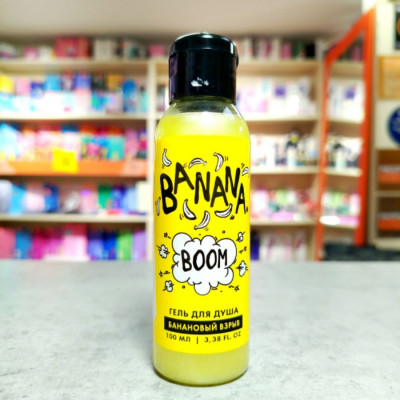 BANANA
BOOM
ГЕЛЬ ДЛЯ ДУША
БАНАНОВЫЙ ВЗРЫВ
100 МЛ | 3,38 FL. OZ